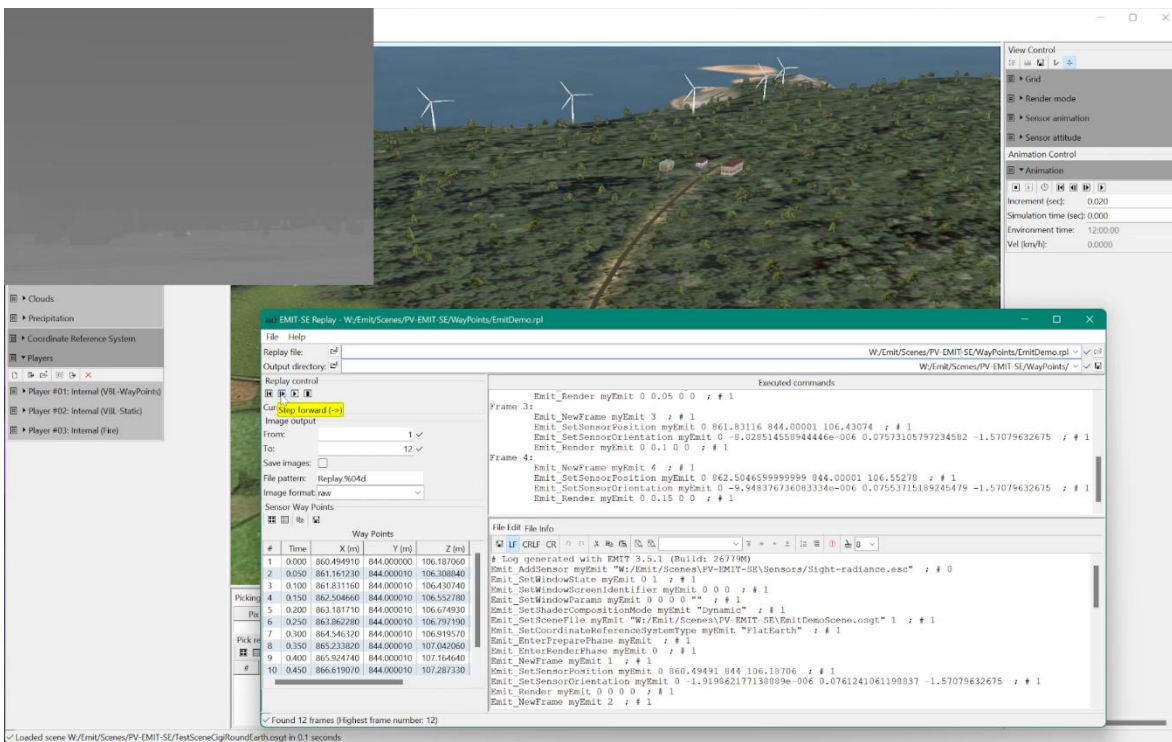 View Control
Grid
Render mode
Sensor animation
Sensor attitude
Animation Control
Animation
Increment (sec): 0.020
Simulation time (sec): 0.000
Environment time: 12:00:00
Vel (km/h): 0.0000
Clouds
Precipitation
Coordinate Reference System
Players
Player #01: Internal (VBL-WayPoints)
Player #02: Internal (VBL-Static)
Player #03: Internal (Fire)
Picking
Pick re
#
EMIT-SE Replay - W:/Emit/Scenes/PV-EMIT-SE/WayPoints/EmitDemo.rpl
File Help
Replay file: W:/Emit/Scenes/PV-EMIT-SE/WayPoints/EmitDemo.rpl
Output directory: W:/Emit/Scenes/PV-EMIT-SE/WayPoints/
Replay control
Step forward (->)
Image output
From: 1
To: 12
Save images:
File pattern: Replay.%04d
Image format: raw
Sensor Way Points
Way Points
# Time X (m) Y (m) Z (m)
1 0.000 860.494910 844.000000 106.187060
2 0.050 861.161230 844.000010 106.308840
3 0.100 861.831160 844.000010 106.430740
4 0.150 862.504660 844.000010 106.552780
5 0.200 863.181710 844.000010 106.674930
6 0.250 863.862280 844.000010 106.797190
7 0.300 864.546320 844.000010 106.919570
8 0.350 865.233820 844.000010 107.042060
9 0.400 865.924740 844.000010 107.164640
10 0.450 866.619070 844.000010 107.287330
Executed commands
Emit_Render myEmit 0 0.05 0 0 ; # 1
Frame 3:
Emit_NewFrame myEmit 3 ; # 1
Emit_SetSensorPosition myEmit 0 861.83116 844.00001 106.43074 ; # 1
Emit_SetSensorOrientation myEmit 0 -8.028514558944446e-006 0.07573105797234582 -1.57079632675 ; # 1
Emit_Render myEmit 0 0.1 0 0 ; # 1
Frame 4:
Emit_NewFrame myEmit 4 ; # 1
Emit_SetSensorPosition myEmit 0 862.5046599999999 844.00001 106.55278 ; # 1
Emit_SetSensorOrientation myEmit 0 -9.948376736083334e-006 0.07553715189245479 -1.57079632675 ; # 1
Emit_Render myEmit 0 0.15 0 0 ; # 1
File Edit File Info
LF CRLF CR 8
# Log generated with EMIT 3.5.1 (Build: 26779M)
Emit_AddSensor myEmit "W:/Emit/Scenes\PV-EMIT-SE\Sensors/Sight-radiance.esc" ; # 0
Emit_SetWindowState myEmit 0 1 ; # 1
Emit_SetWindowScreenIdentifier myEmit 0 0 0 ; # 1
Emit_SetWindowParams myEmit 0 0 0 0 "" ; # 1
Emit_SetShaderCompositionMode myEmit "Dynamic" ; # 1
Emit_SetSceneFile myEmit "W:/Emit/Scenes\PV-EMIT-SE\EmitDemoScene.osgt" 1 ; # 1
Emit_SetCoordinateReferenceSystemType myEmit "FlatEarth" ; # 1
Emit_EnterPreparePhase myEmit ; # 1
Emit_EnterRenderPhase myEmit 0 ; # 1
Emit_NewFrame myEmit 1 ; # 1
Emit_SetSensorPosition myEmit 0 860.49491 844 106.18706 ; # 1
Emit_SetSensorOrientation myEmit 0 -1.919862177138889e-006 0.0761241061198837 -1.57079632675 ; # 1
Emit_Render myEmit 0 0 0 0 ; # 1
Emit_NewFrame myEmit 2 ; # 1
Found 12 frames (Highest frame number: 12)
Loaded scene W:/Emit/Scenes/PV-EMIT-SE/TestSceneCigiRoundEarth.osgt in 0.1 seconds